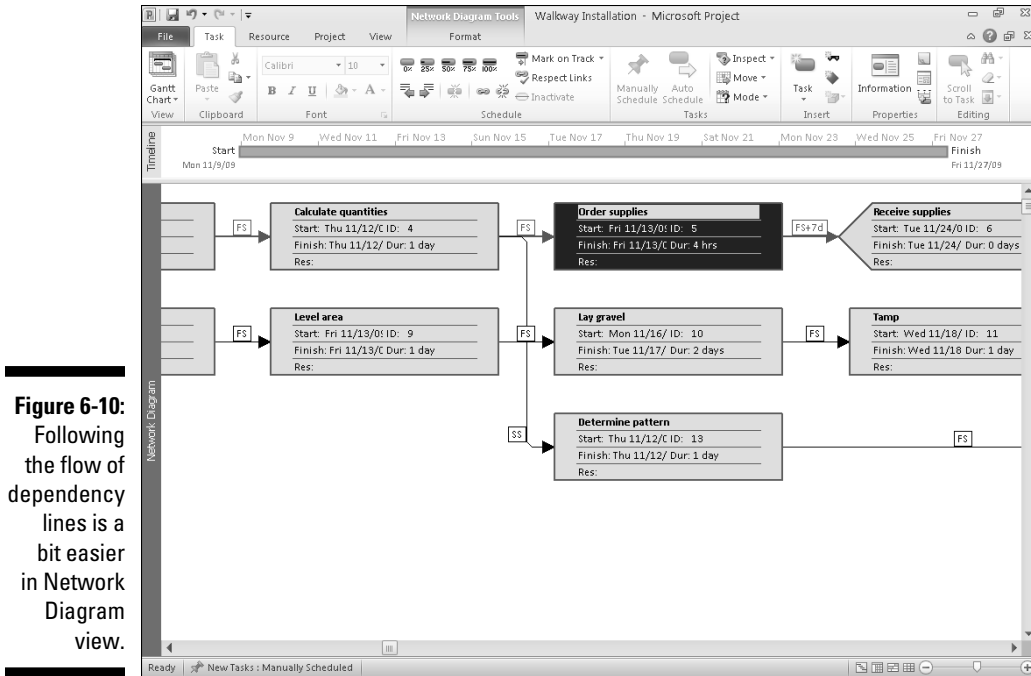 Network Diagram Tools
Walkway Installation - Microsoft Project
File
Task
Resource
Project
View
Format
Gantt Chart
View
Paste
Clipboard
Calibri
10
B I U
A
Font
0% 25% 50% 75% 100%
Mark on Track
Respect Links
Inactivate
Schedule
Manually Schedule
Auto Schedule
Inspect
Move
Mode
Tasks
Task
Insert
Information
Properties
Scroll to Task
Editing
Timeline
Mon Nov 9
Wed Nov 11
Fri Nov 13
Sun Nov 15
Tue Nov 17
Thu Nov 19
Sat Nov 21
Mon Nov 23
Wed Nov 25
Fri Nov 27
Start
Mon 11/9/09
Finish
Fri 11/27/09
Network Diagram
FS
Calculate quantities
Start: Thu 11/12/0 ID: 4
Finish: Thu 11/12/ Dur: 1 day
Res:
FS
Order supplies
Start: Fri 11/13/09 ID: 5
Finish: Fri 11/13/0 Dur: 4 hrs
FS+7d
Receive supplies
Start: Tue 11/24/0 ID: 6
Finish: Tue 11/24/ Dur: 0 days
Res:
FS
Level area
Start: Fri 11/13/09 ID: 9
Finish: Fri 11/13/0 Dur: 1 day
Res:
FS
Lay gravel
Start: Mon 11/16/ ID: 10
Finish: Tue 11/17/ Dur: 2 days
Res:
FS
Tamp
Start: Wed 11/18/ ID: 11
Finish: Wed 11/18 Dur: 1 day
Res:
SS
Determine pattern
Start: Thu 11/12/0 ID: 13
Finish: Thu 11/12/ Dur: 1 day
Res:
FS
Ready
New Tasks : Manually Scheduled
Figure 6-10:
Following
the flow of
dependency
lines is a
bit easier
in Network
Diagram
view.